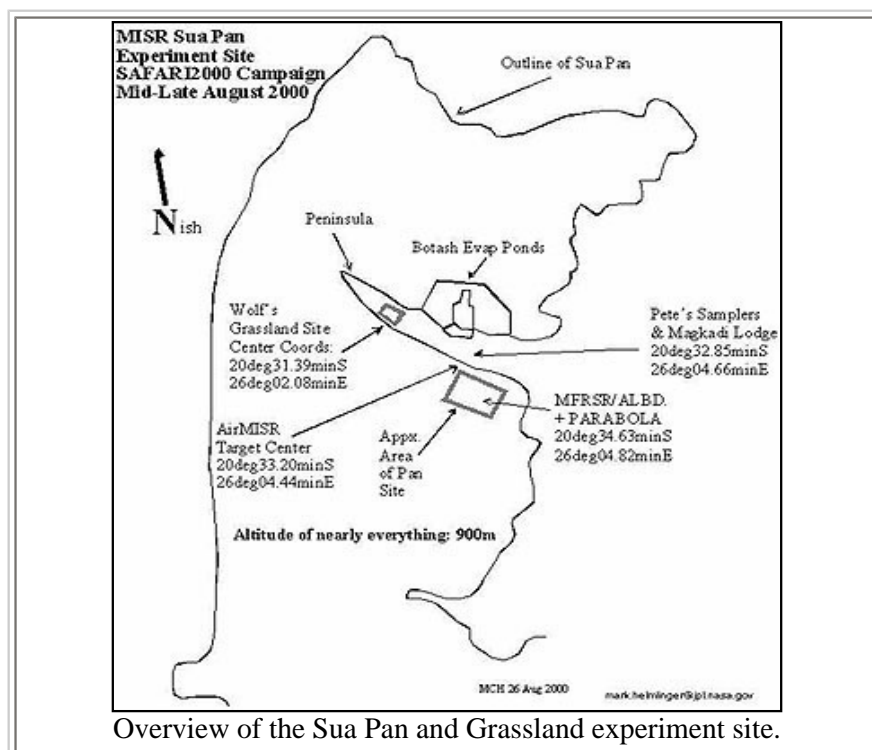 MISR Sua Pan
Experiment Site
SAFARI2000 Campaign
Mid-Late August 2000
Outline of Sua Pan
Nish
Peninsula
Botash Evap Ponds
Wolf's
Grassland Site
Center Coords:
20deg31.39minS
26deg02.08minE
Pete's Samplers
& Magkadi Lodge
20deg32.85minS
26deg04.66minE
AirMISR
Target Center
20deg33.20minS
26deg04.44minE
Appx.
Area
of Pan
Site
MFRSR/ALBD.
+ PARABOLA
20deg34.63minS
26deg04.82minE
Altitude of nearly everything: 900m
MCH 26 Aug 2000
mark.helmlinger@jpl.nasa.gov
Overview of the Sua Pan and Grassland experiment site.